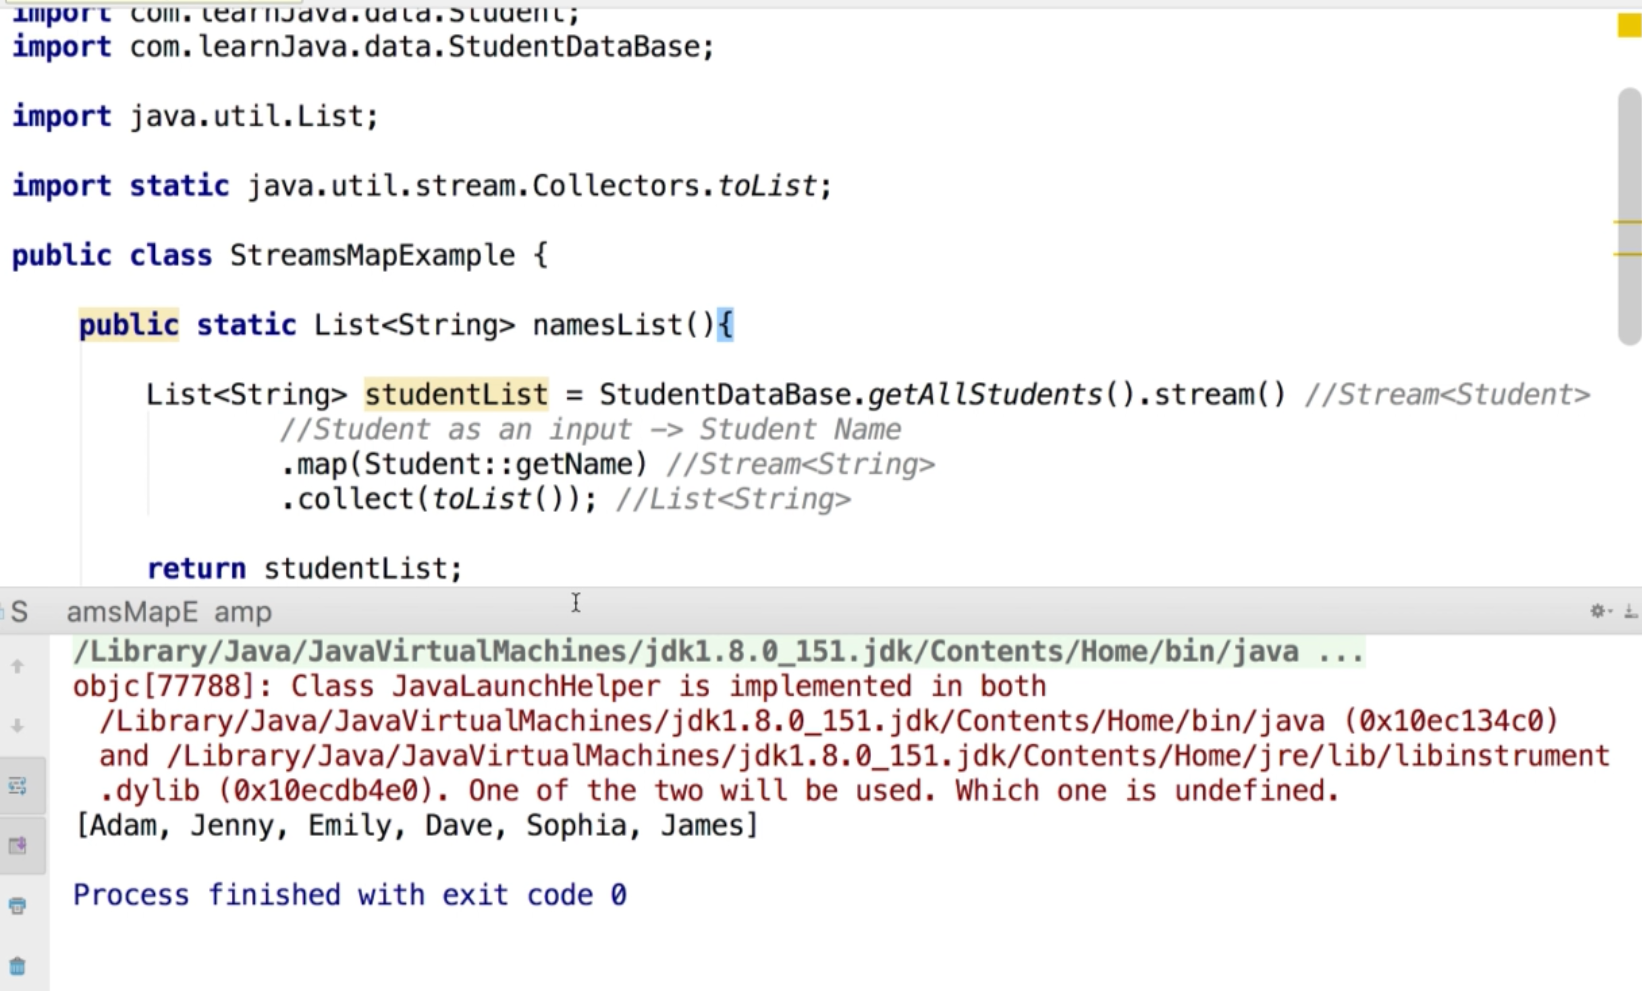 import com.learnJava.data.Student;
import com.learnJava.data.StudentDataBase;
import java.util.List;
import static java.util.stream.Collectors.toList;
public class StreamsMapExample {
public static List<String> namesList(){
List<String> studentList = StudentDataBase.getAllStudents().stream() //Stream<Student>
//Student as an input –> Student Name
.map(Student::getName) //Stream<String>
.collect(toList()); //List<String>
return studentList;
S amsMapE amp
/Library/Java/JavaVirtualMachines/jdk1.8.0_151.jdk/Contents/Home/bin/java ...
objc[77788]: Class JavaLaunchHelper is implemented in both
/Library/Java/JavaVirtualMachines/jdk1.8.0_151.jdk/Contents/Home/bin/java (0x10ec134c0)
and /Library/Java/JavaVirtualMachines/jdk1.8.0_151.jdk/Contents/Home/jre/lib/libinstrument
.dylib (0x10ecdb4e0). One of the two will be used. Which one is undefined.
[Adam, Jenny, Emily, Dave, Sophia, James]
Process finished with exit code 0